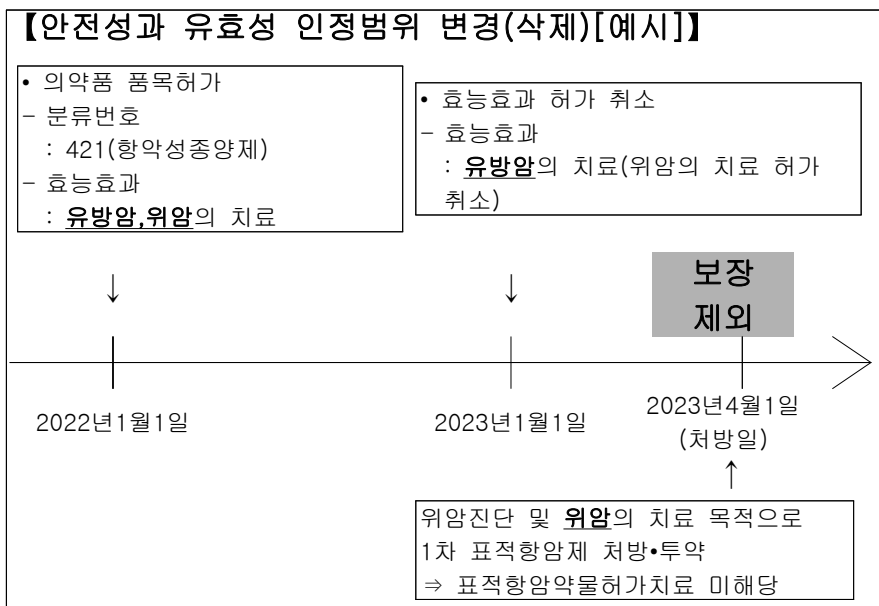 【안전성과 유효성 인정범위 변경(삭제)[예시]】
• 의약품 품목허가
- 분류번호
: 421(항악성종양제)
- 효능효과
: 유방암,위암의 치료
• 효능효과 허가 취소
- 효능효과
: 유방암의 치료(위암의 치료 허가
취소)
↓
↓
보장
제외
2022년1월1일
2023년1월1일
2023년4월1일
(처방일)
↑
위암진단 및 위암의 치료 목적으로
1차 표적항암제 처방•투약
⇒ 표적항암약물허가치료 미해당